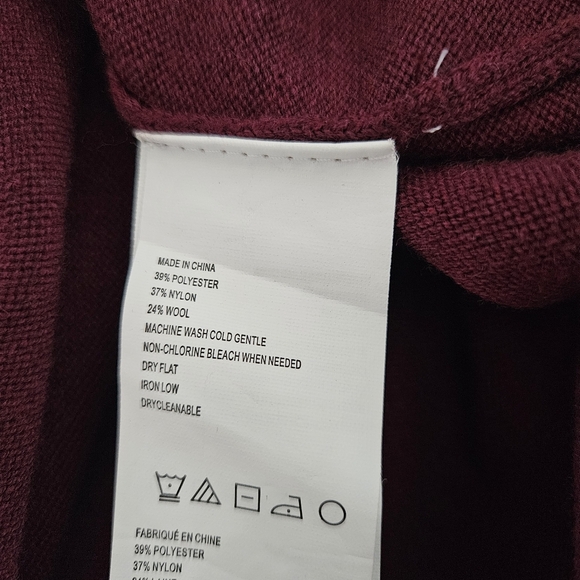 MADE IN CHINA
39% POLYESTER
37% NYLON
24% WOOL
MACHINE WASH COLD GENTLE
NON-CHLORINE BLEACH WHEN NEEDED
DRY FLAT
IRON LOW
DRYCLEANABLE
FABRIQUÉ EN CHINE
39% POLYESTER
37% NYLON